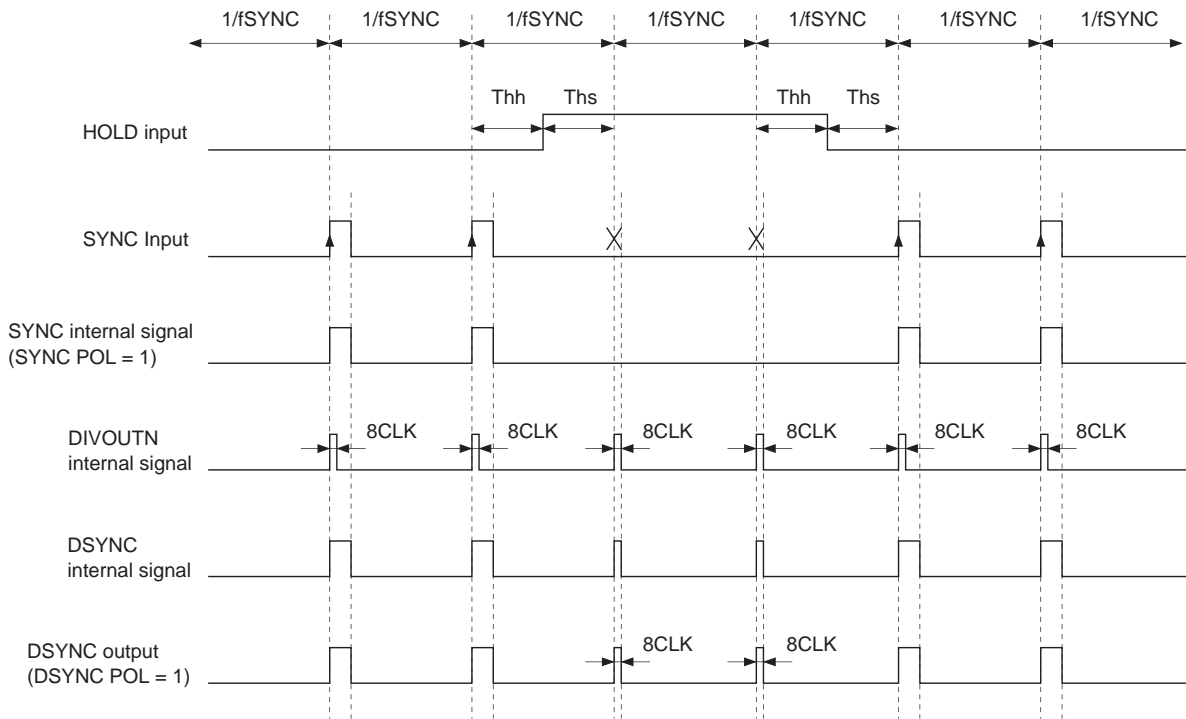 1/fSYNC 1/fSYNC 1/fSYNC 1/fSYNC 1/fSYNC 1/fSYNC 1/fSYNC
Thh Ths Thh Ths
HOLD input
SYNC Input
SYNC internal signal
(SYNC POL = 1)
8CLK 8CLK 8CLK 8CLK 8CLK 8CLK
DIVOUTN
internal signal
DSYNC
internal signal
DSYNC output
(DSYNC POL = 1)
8CLK 8CLK